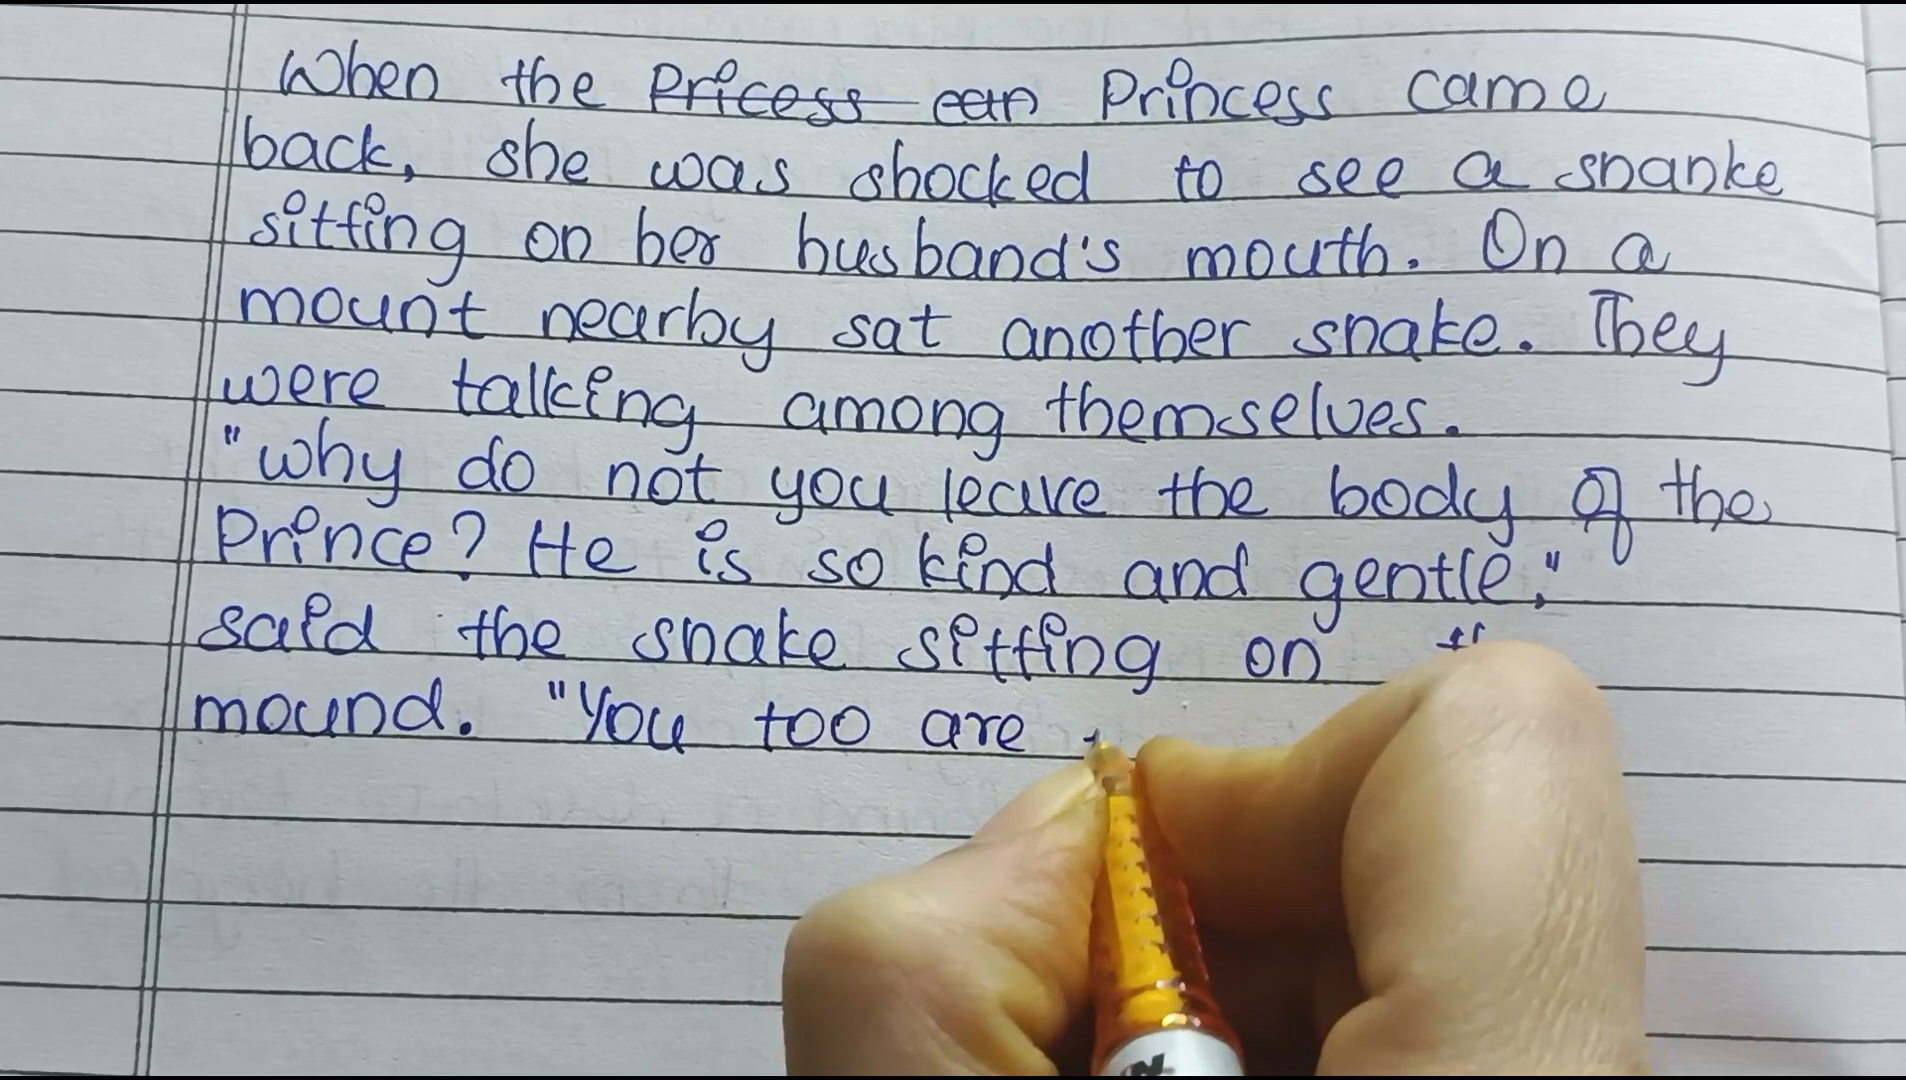 When the Pricess can Princess came
back, she was shocked to see a snanke
sitting on her husband's mouth. On a
mount nearby sat another snake. They
were talking among themselves.
"why do not you leave the body of the
Prince? He is so kind and gentle,"
said the snake sitting on
mound. "You too are